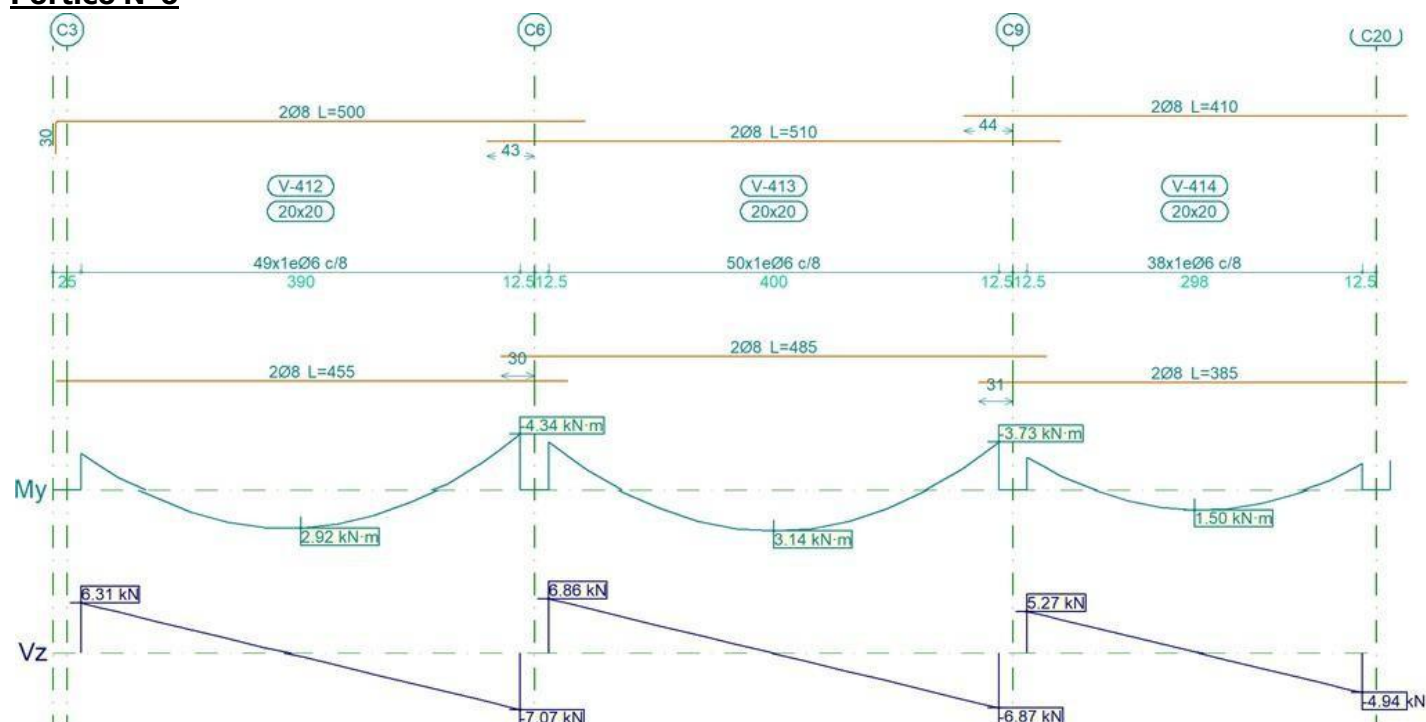 C3 C6 C9 C20
2Ø8 L=500
2Ø8 L=410
30
2Ø8 L=510
44
43
V-412 V-413 V-414
20x20 20x20 20x20
49x1eØ6 c/8 50x1eØ6 c/8 38x1eØ6 c/8
25 390 12.5 12.5 400 12.5 12.5 298 12.5
2Ø8 L=485
30
2Ø8 L=455
2Ø8 L=385
31
-4.34 kN·m
-3.73 kN·m
My
2.92 kN·m
3.14 kN·m
1.50 kN·m
6.31 kN
6.86 kN
5.27 kN
Vz
-4.94 kN
-7.07 kN
-6.87 kN